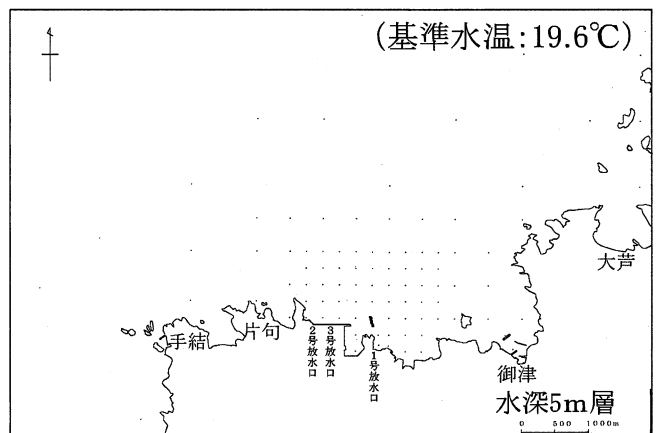 (基準水温:19.6℃)
大芦
手結
片句
2号放水口
3号放水口
1号放水口
御津
水深5m層
0 500 1000m